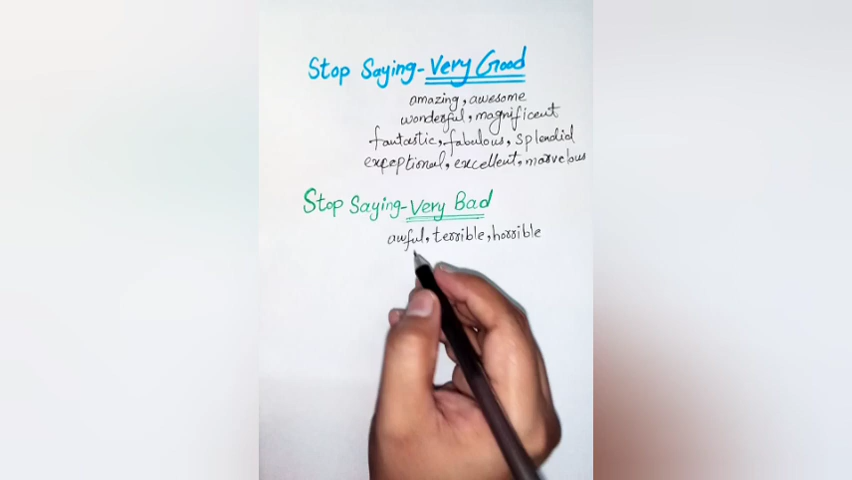 Stop Saying-Very Good
amazing, awesome
wonderful, magnificent
fantastic, fabulous, splendid
exceptional, excellent, marvelous
Stop Saying-Very Bad
awful, terrible, horrible